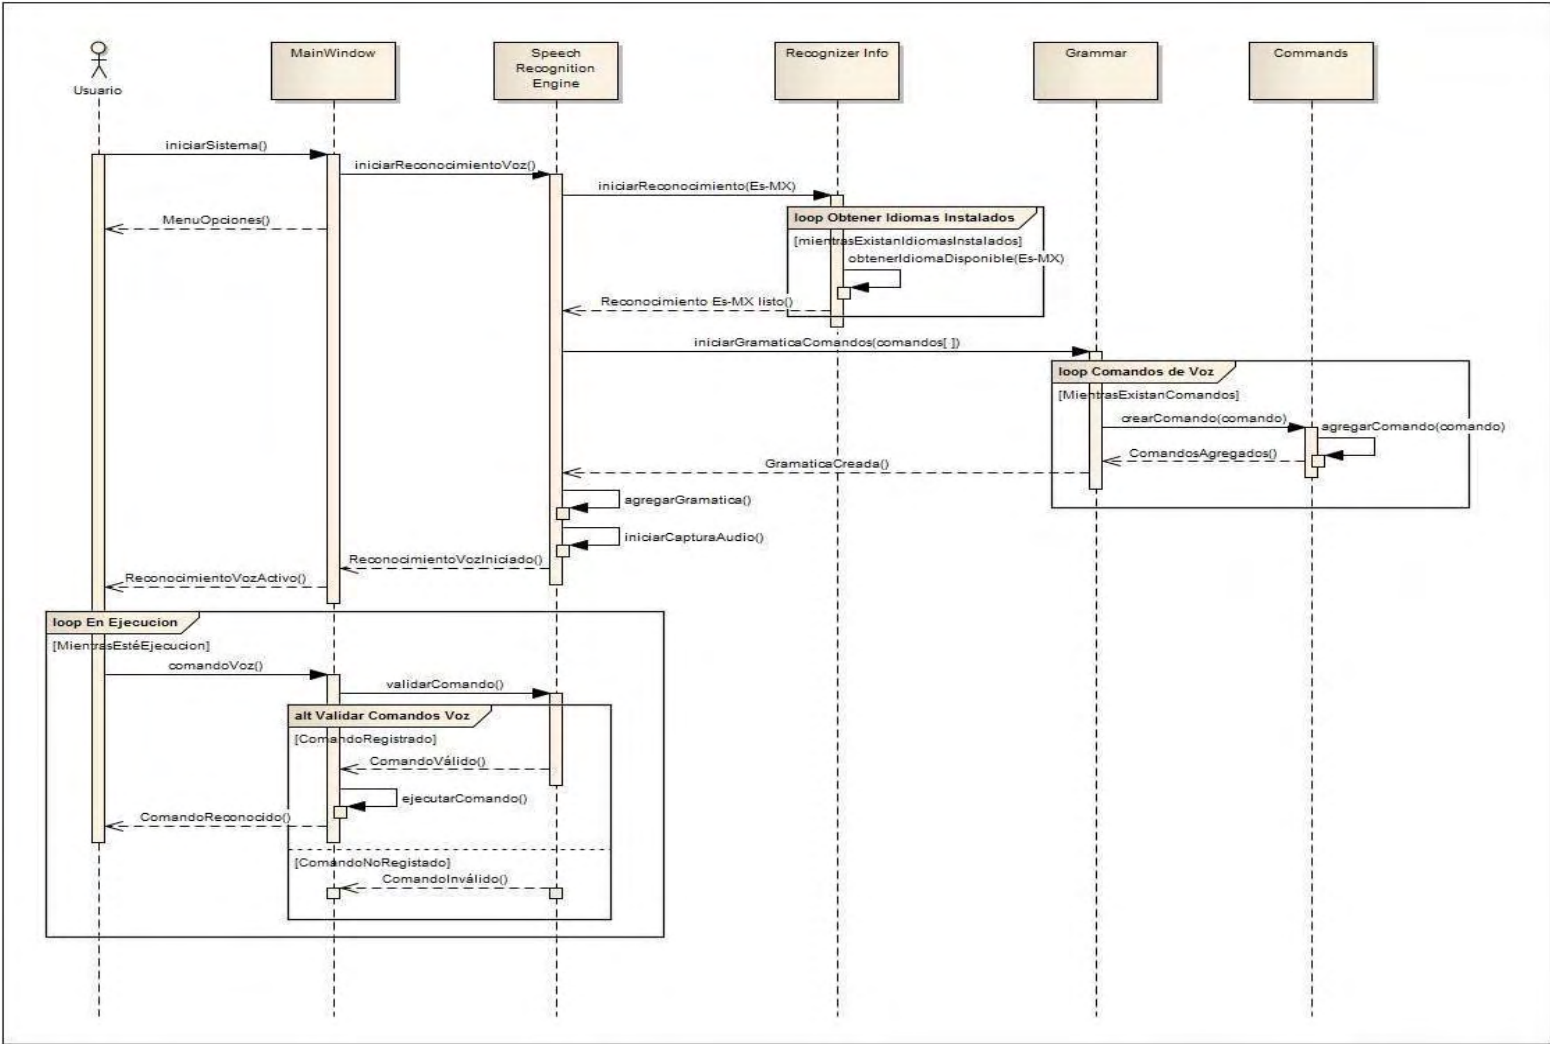 Usuario
MainWindow
Speech
Recognition
Engine
Recognizer Info
Grammar
Commands
iniciarSistema()
iniciarReconocimientoVoz()
iniciarReconocimiento(Es-MX)
MenuOpciones()
loop Obtener Idiomas Instalados
[mientrasExistanIdiomasInstalados]
obtenerIdiomaDisponible(Es-MX)
Reconocimiento Es-MX listo()
iniciarGramaticaComandos(comandos[ ])
loop Comandos de Voz
[MientrasExistanComandos]
crearComando(comando)
agregarComando(comando)
ComandosAgregados()
GramaticaCreada()
agregarGramatica()
iniciarCapturaAudio()
ReconocimientoVozIniciado()
ReconocimientoVozActivo()
loop En Ejecucion
[MientrasEstéEjecucion]
comandoVoz()
validarComando()
alt Validar Comandos Voz
[ComandoRegistrado]
ComandoVálido()
ejecutarComando()
ComandoReconocido()
[ComandoNoRegistado]
ComandoInválido()